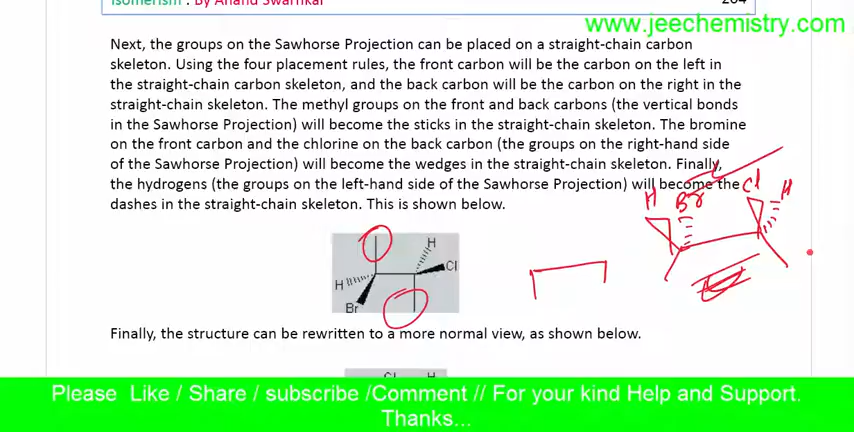 Isomerism : By Anand Swarnkar 204
www.jeechemistry.com
Next, the groups on the Sawhorse Projection can be placed on a straight-chain carbon
skeleton. Using the four placement rules, the front carbon will be the carbon on the left in
the straight-chain carbon skeleton, and the back carbon will be the carbon on the right in the
straight-chain skeleton. The methyl groups on the front and back carbons (the vertical bonds
in the Sawhorse Projection) will become the sticks in the straight-chain skeleton. The bromine
on the front carbon and the chlorine on the back carbon (the groups on the right-hand side
of the Sawhorse Projection) will become the wedges in the straight-chain skeleton. Finally,
the hydrogens (the groups on the left-hand side of the Sawhorse Projection) will become the
dashes in the straight-chain skeleton. This is shown below.
H Br Cl H
H
Cl
H
Br
Finally, the structure can be rewritten to a more normal view, as shown below.
Cl H
Please Like / Share / subscribe /Comment // For your kind Help and Support.
Thanks...